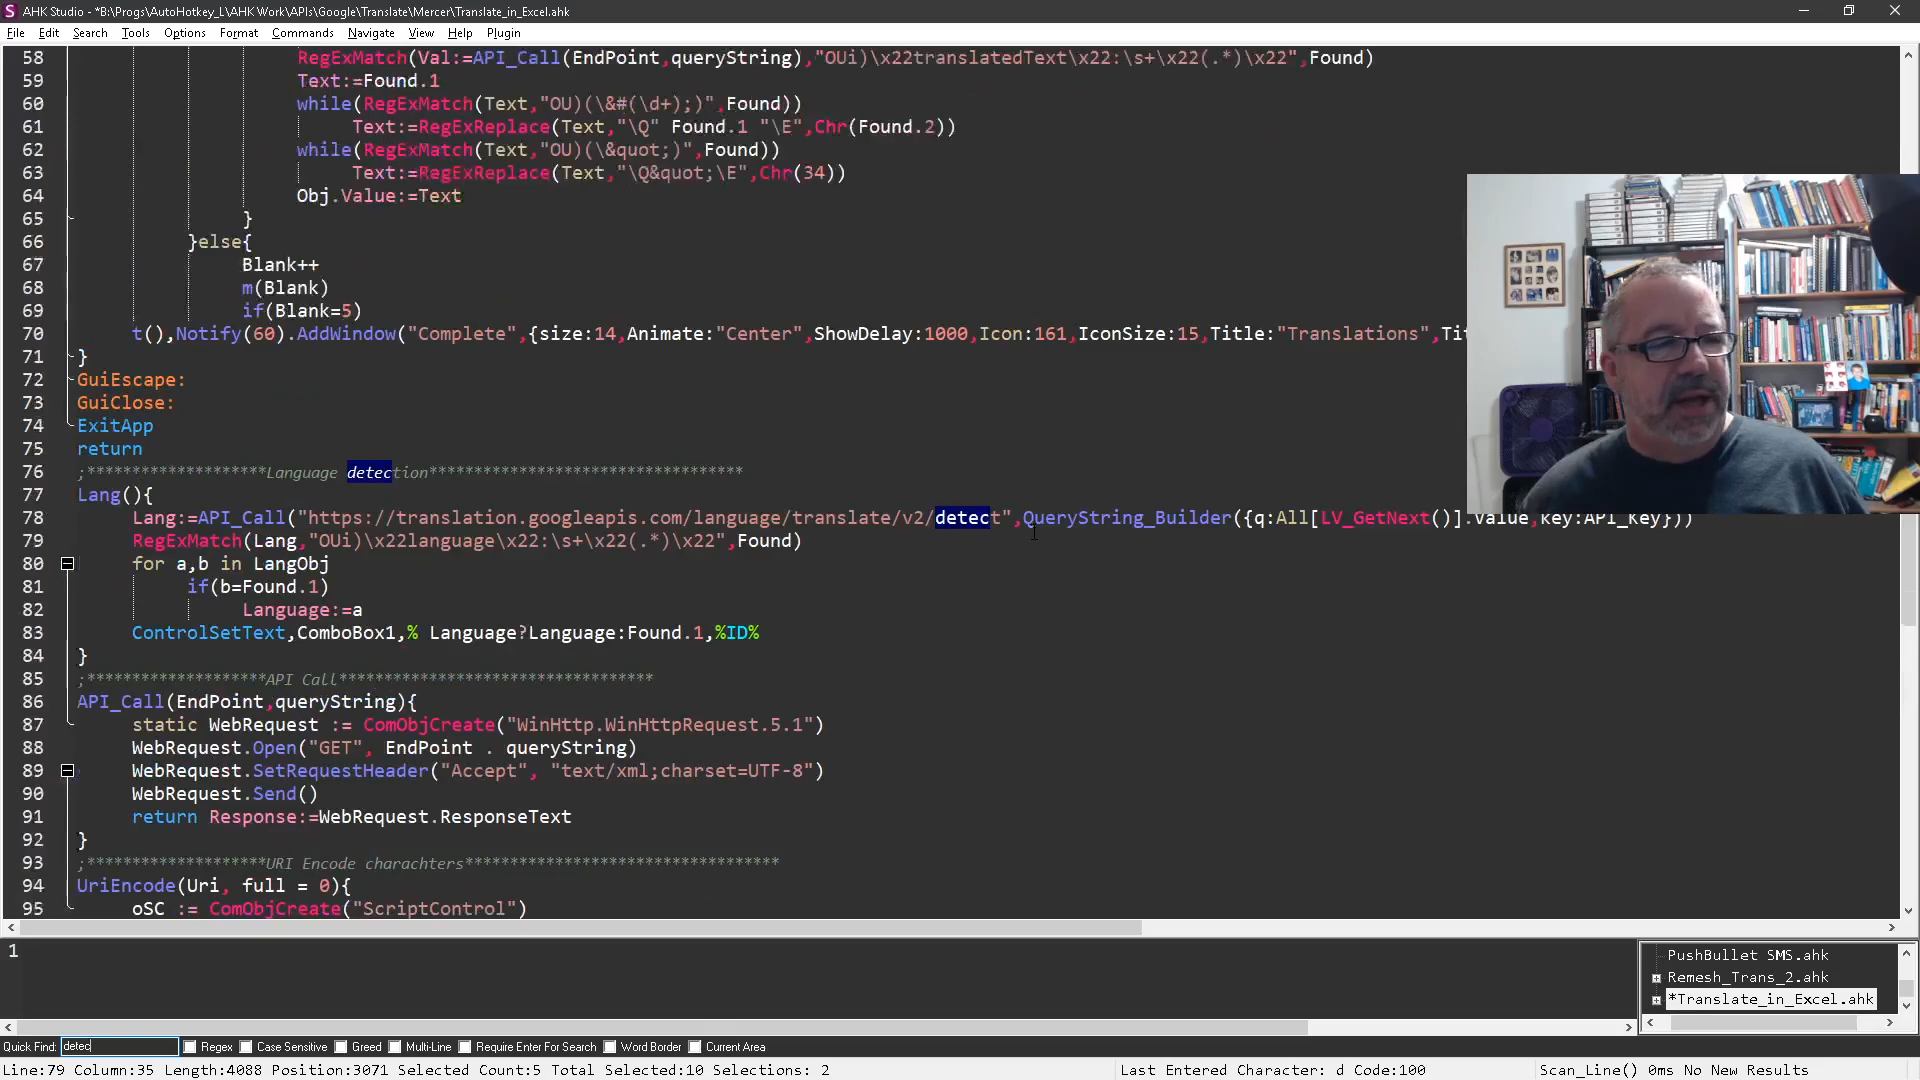 AHK Studio - *B:\Progs\AutoHotkey_L\AHK Work\APIs\Google\Translate\Mercer\Translate_in_Excel.ahk
File Edit Search Tools Options Format Commands Navigate View Help Plugin
58 RegExMatch(Val:=API_Call(EndPoint,queryString),"OUi)\x22translatedText\x22:\s+\x22(.*)\x22",Found)
59 Text:=Found.1
60 while(RegExMatch(Text,"OU)(\&#(\d+);)",Found))
61 Text:=RegExReplace(Text,"\Q" Found.1 "\E",Chr(Found.2))
62 while(RegExMatch(Text,"OU)(\&quot;)",Found))
63 Text:=RegExReplace(Text,"\Q&quot;\E",Chr(34))
64 Obj.Value:=Text
65 }
66 }else{
67 Blank++
68 m(Blank)
69 if(Blank=5)
70 t(),Notify(60).AddWindow("Complete",{size:14,Animate:"Center",ShowDelay:1000,Icon:161,IconSize:15,Title:"Translations",Tit
71 }
72 GuiEscape:
73 GuiClose:
74 ExitApp
75 return
76 ;********************Language detection***********************************
77 Lang(){
78 Lang:=API_Call("https://translation.googleapis.com/language/translate/v2/detect",QueryString_Builder({q:All[LV_GetNext()].Value,key:API_Key}))
79 RegExMatch(Lang,"OUi)\x22language\x22:\s+\x22(.*)\x22",Found)
80 for a,b in LangObj
81 if(b=Found.1)
82 Language:=a
83 ControlSetText,ComboBox1,% Language?Language:Found.1,%ID%
84 }
85 ;********************API Call***********************************
86 API_Call(EndPoint,queryString){
87 static WebRequest := ComObjCreate("WinHttp.WinHttpRequest.5.1")
88 WebRequest.Open("GET", EndPoint . queryString)
89 WebRequest.SetRequestHeader("Accept", "text/xml;charset=UTF-8")
90 WebRequest.Send()
91 return Response:=WebRequest.ResponseText
92 }
93 ;********************URI Encode charachters***********************************
94 UriEncode(Uri, full = 0){
95 oSC := ComObjCreate("ScriptControl")
1
PushBullet SMS.ahk
Remesh_Trans_2.ahk
*Translate_in_Excel.ahk
Quick Find: detec Regex Case Sensitive Greed Multi-Line Require Enter For Search Word Border Current Area
Line:79 Column:35 Length:4088 Position:3071 Selected Count:5 Total Selected:10 Selections: 2 Last Entered Character: d Code:100 Scan_Line() 0ms No New Results